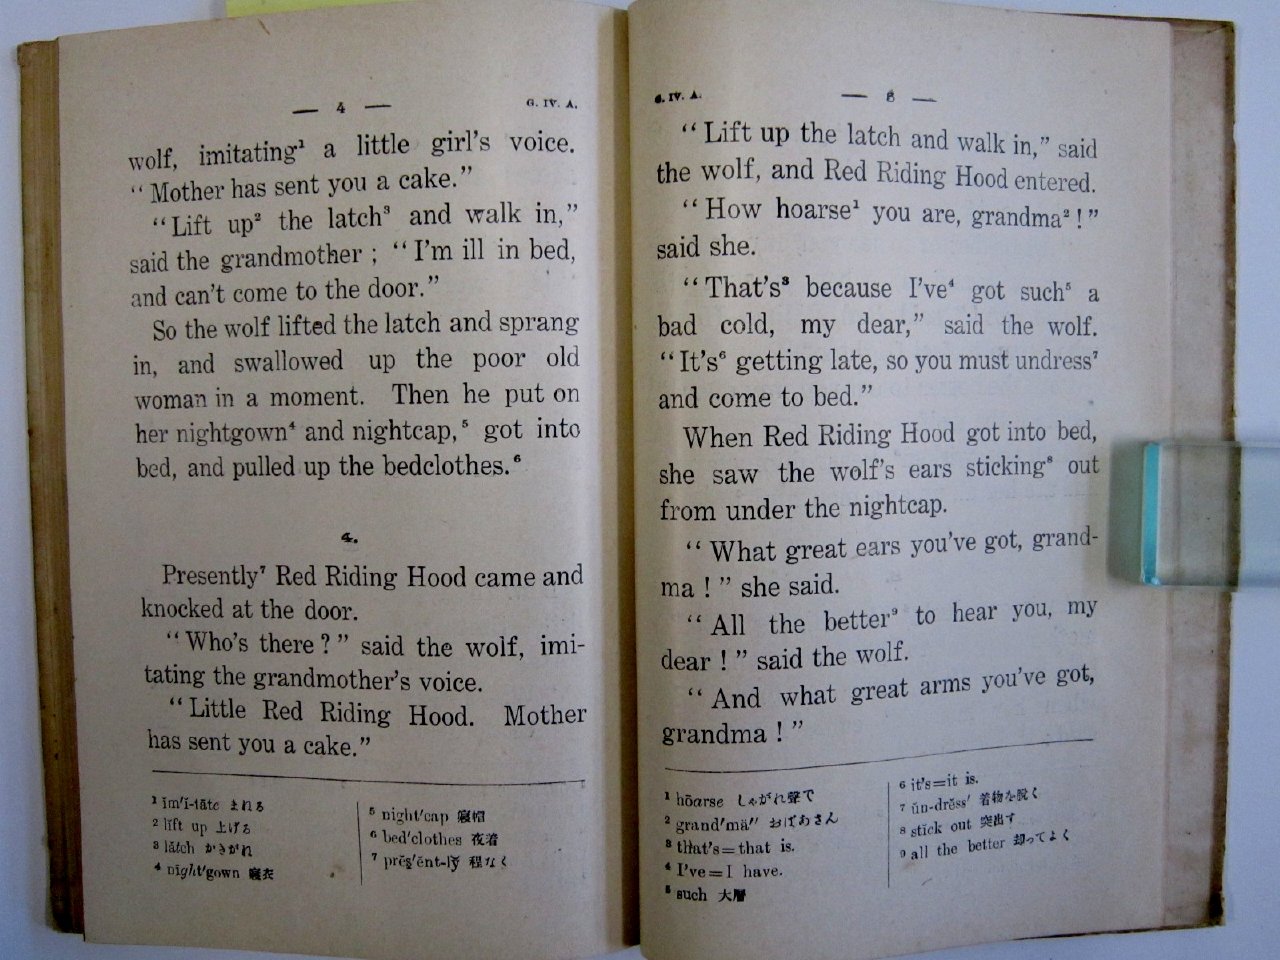 — 4 —
G. IV. A.
wolf, imitating¹ a little girl's voice.
“Mother has sent you a cake.”
“Lift up² the latch³ and walk in,”
said the grandmother ; “I'm ill in bed,
and can't come to the door.”
So the wolf lifted the latch and sprang
in, and swallowed up the poor old
woman in a moment. Then he put on
her nightgown⁴ and nightcap,⁵ got into
bed, and pulled up the bedclothes.⁶
4.
Presently⁷ Red Riding Hood came and
knocked at the door.
“Who's there ?” said the wolf, imi-
tating the grandmother's voice.
“Little Red Riding Hood. Mother
has sent you a cake.”
¹ ĭm'ĭ-tāte まねる
² lĭft up 上げる
³ lătch かきがね
⁴ nīght'gown 寝衣
⁵ night'cap 寝帽
⁶ bed'clothes 夜着
⁷ prĕs'ĕnt-lў 程なく
G. IV. A.
— 8 —
“Lift up the latch and walk in,” said
the wolf, and Red Riding Hood entered.
“How hoarse¹ you are, grandma² !”
said she.
“That's³ because I've⁴ got such⁵ a
bad cold, my dear,” said the wolf.
“It's⁶ getting late, so you must undress⁷
and come to bed.”
When Red Riding Hood got into bed,
she saw the wolf's ears sticking⁸ out
from under the nightcap.
“What great ears you've got, grand-
ma !” she said.
“All the better⁹ to hear you, my
dear !” said the wolf.
“And what great arms you've got,
grandma !”
¹ hōarse しゃがれ聲で
² grand'mä'' おばあさん
³ that's=that is.
⁴ I've=I have.
⁵ such 大層
⁶ it's=it is.
⁷ ŭn-drĕss' 着物を脱く
⁸ stĭck out 突出す
⁹ all the better 却ってよく